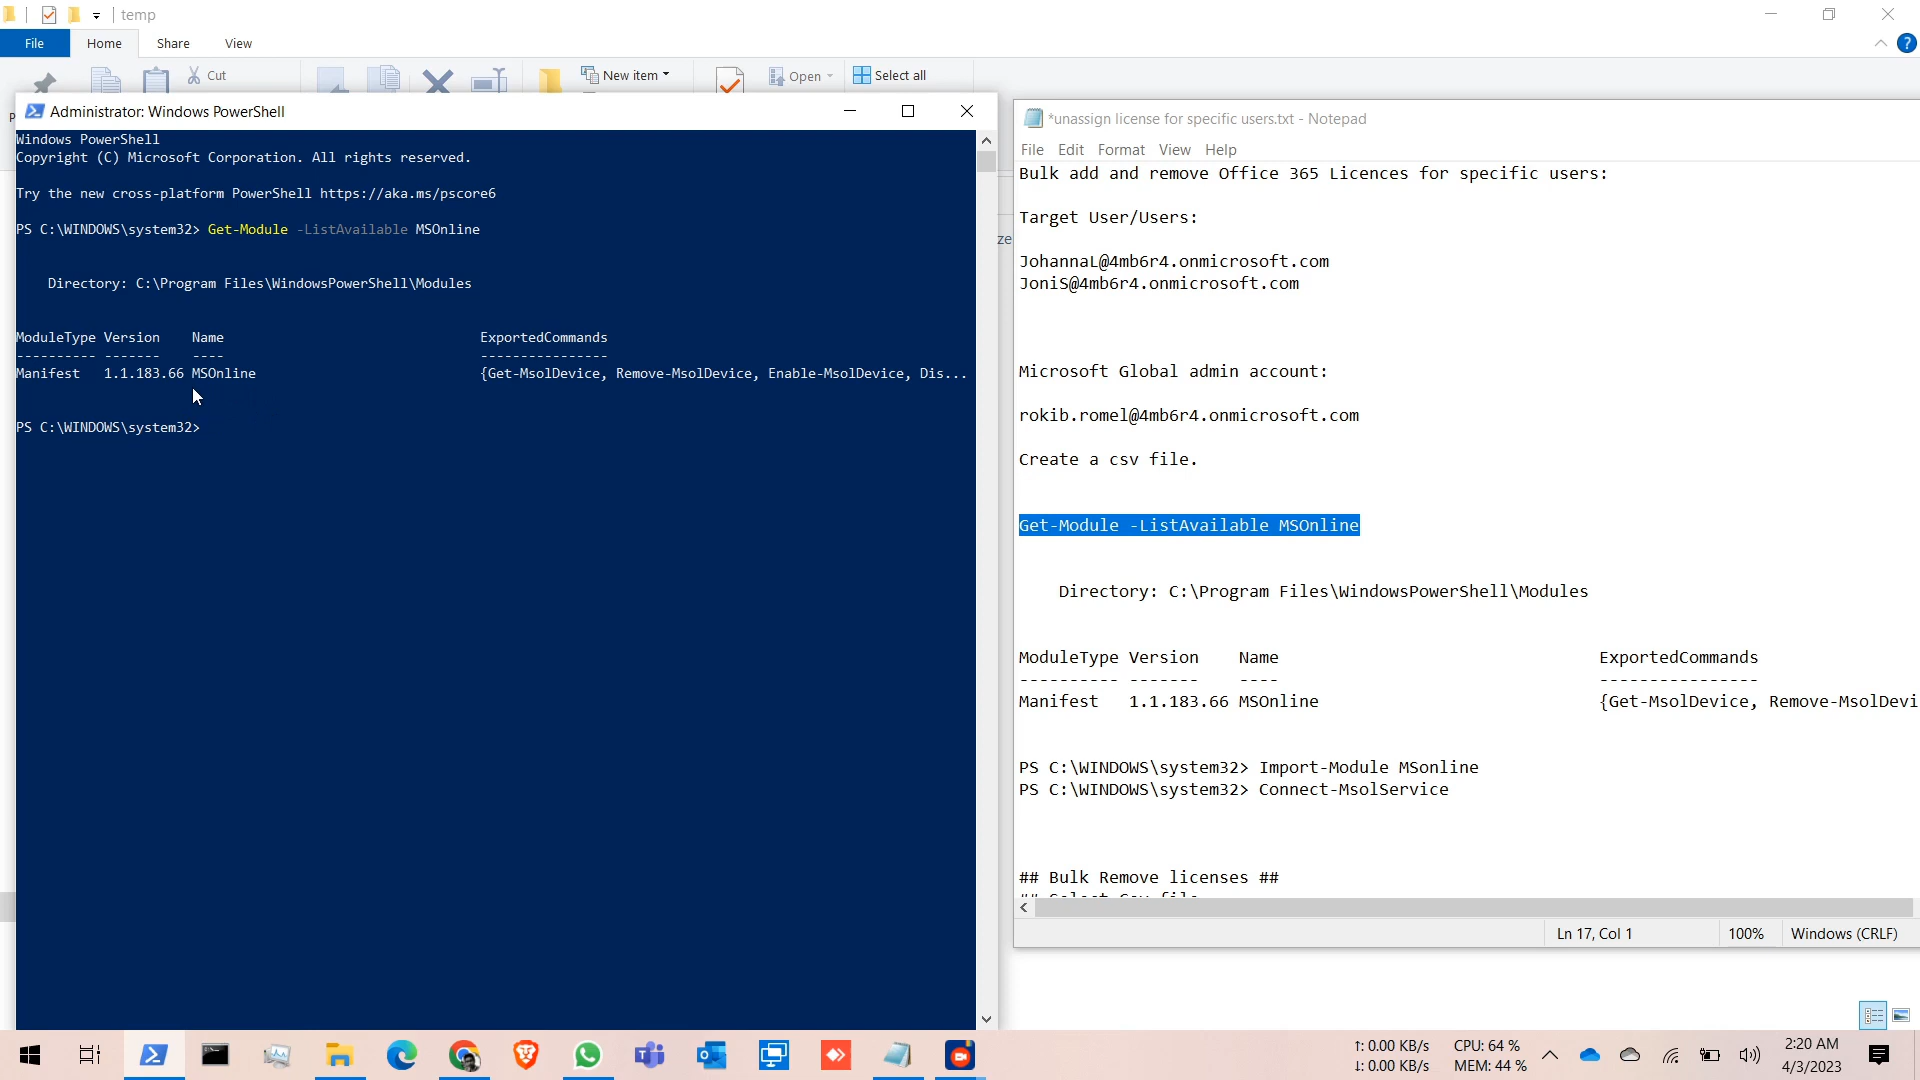 temp
File
Home
Share
View
Cut
New item
Open
Select all
Administrator: Windows PowerShell
Windows PowerShell
Copyright (C) Microsoft Corporation. All rights reserved.
Try the new cross-platform PowerShell https://aka.ms/pscore6
PS C:\WINDOWS\system32> Get-Module -ListAvailable MSOnline
Directory: C:\Program Files\WindowsPowerShell\Modules
ModuleType Version Name ExportedCommands
---------- ------- ---- ----------------
Manifest 1.1.183.66 MSOnline {Get-MsolDevice, Remove-MsolDevice, Enable-MsolDevice, Dis...
PS C:\WINDOWS\system32>
ze
*unassign license for specific users.txt - Notepad
File Edit Format View Help
Bulk add and remove Office 365 Licences for specific users:
Target User/Users:
JohannaL@4mb6r4.onmicrosoft.com
JoniS@4mb6r4.onmicrosoft.com
Microsoft Global admin account:
rokib.romel@4mb6r4.onmicrosoft.com
Create a csv file.
Get-Module -ListAvailable MSOnline
Directory: C:\Program Files\WindowsPowerShell\Modules
ModuleType Version Name ExportedCommands
---------- ------- ---- ----------------
Manifest 1.1.183.66 MSOnline {Get-MsolDevice, Remove-MsolDevi
PS C:\WINDOWS\system32> Import-Module MSonline
PS C:\WINDOWS\system32> Connect-MsolService
## Bulk Remove licenses ##
Ln 17, Col 1
100%
Windows (CRLF)
↑: 0.00 KB/s
↓: 0.00 KB/s
CPU: 64 %
MEM: 44 %
2:20 AM
4/3/2023